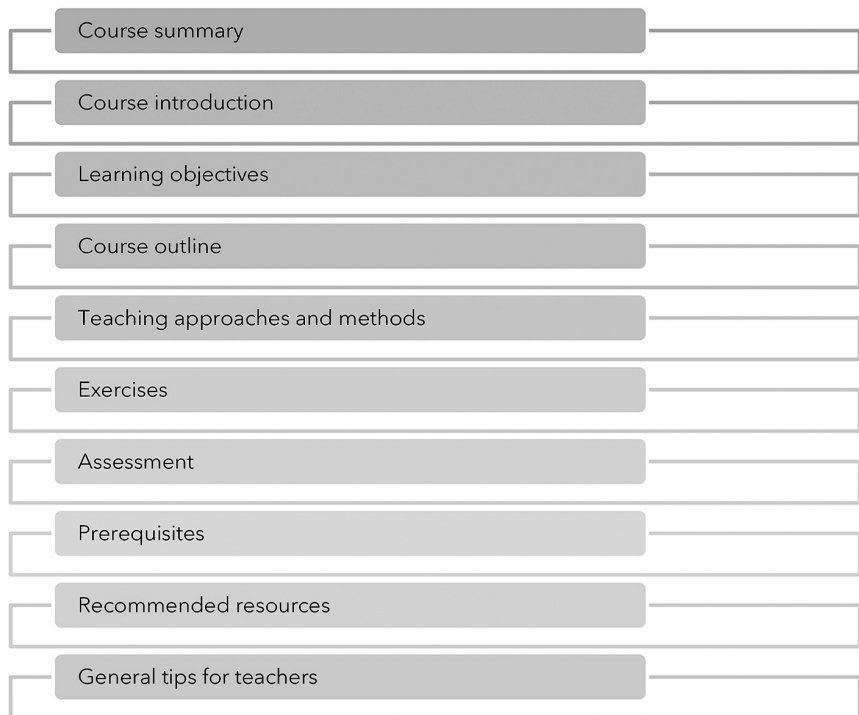 Course summary
Course introduction
Learning objectives
Course outline
Teaching approaches and methods
Exercises
Assessment
Prerequisites
Recommended resources
General tips for teachers